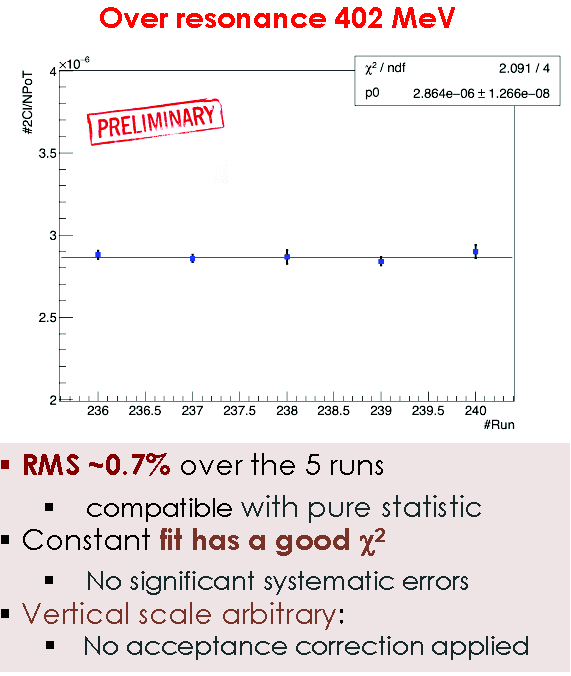 Over resonance 402 MeV
×10⁻⁶
χ² / ndf 2.091 / 4
p0 2.864e−06 ± 1.266e−08
#2Cl/NPoT
PRELIMINARY
4
3.5
3
2.5
2
236 236.5 237 237.5 238 238.5 239 239.5 240
#Run
▪ RMS ~0.7% over the 5 runs
▪ compatible with pure statistic
▪ Constant fit has a good χ²
▪ No significant systematic errors
▪ Vertical scale arbitrary:
▪ No acceptance correction applied